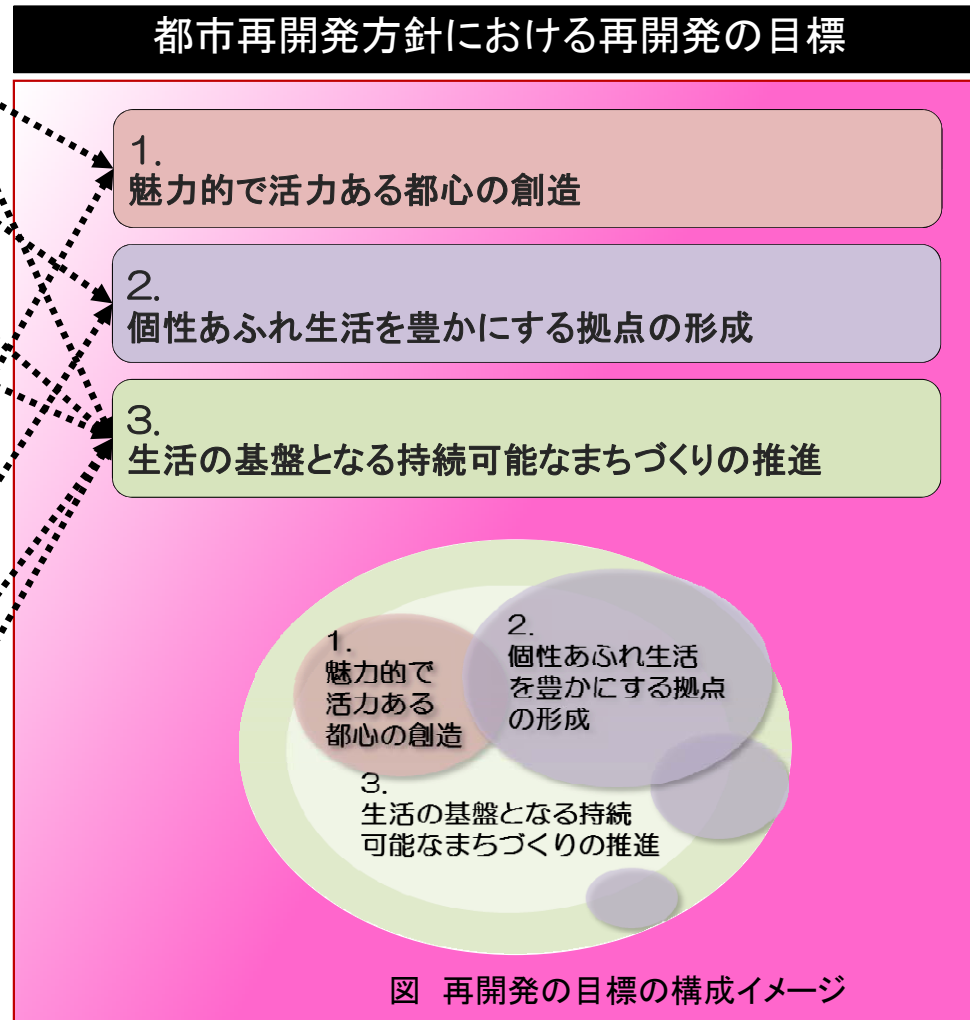 都市再開発方針における再開発の目標
1.
魅力的で活力ある都心の創造
2.
個性あふれ生活を豊かにする拠点の形成
3.
生活の基盤となる持続可能なまちづくりの推進
1.
魅力的で
活力ある
都心の創造
2.
個性あふれ生活
を豊かにする拠点
の形成
3.
生活の基盤となる持続
可能なまちづくりの推進
図 再開発の目標の構成イメージ